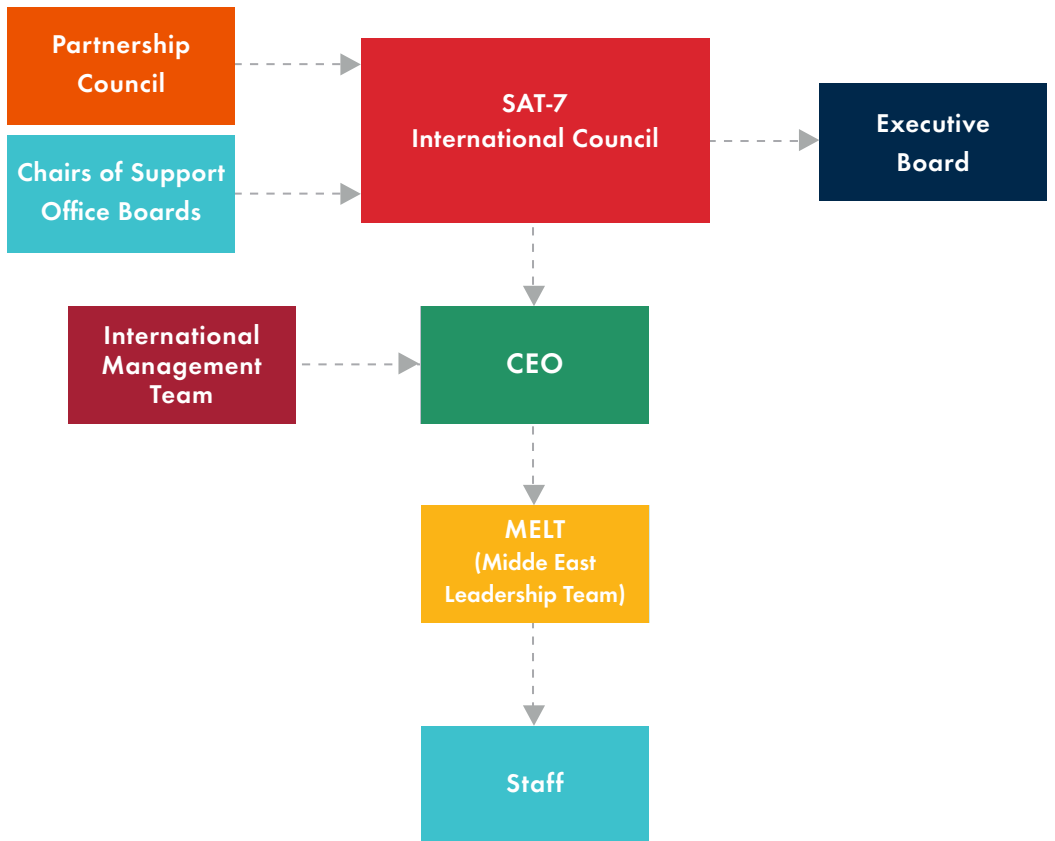 Partnership
Council
SAT-7
International Council
Executive
Board
Chairs of Support
Office Boards
International
Management
Team
CEO
MELT
(Midde East
Leadership Team)
Staff